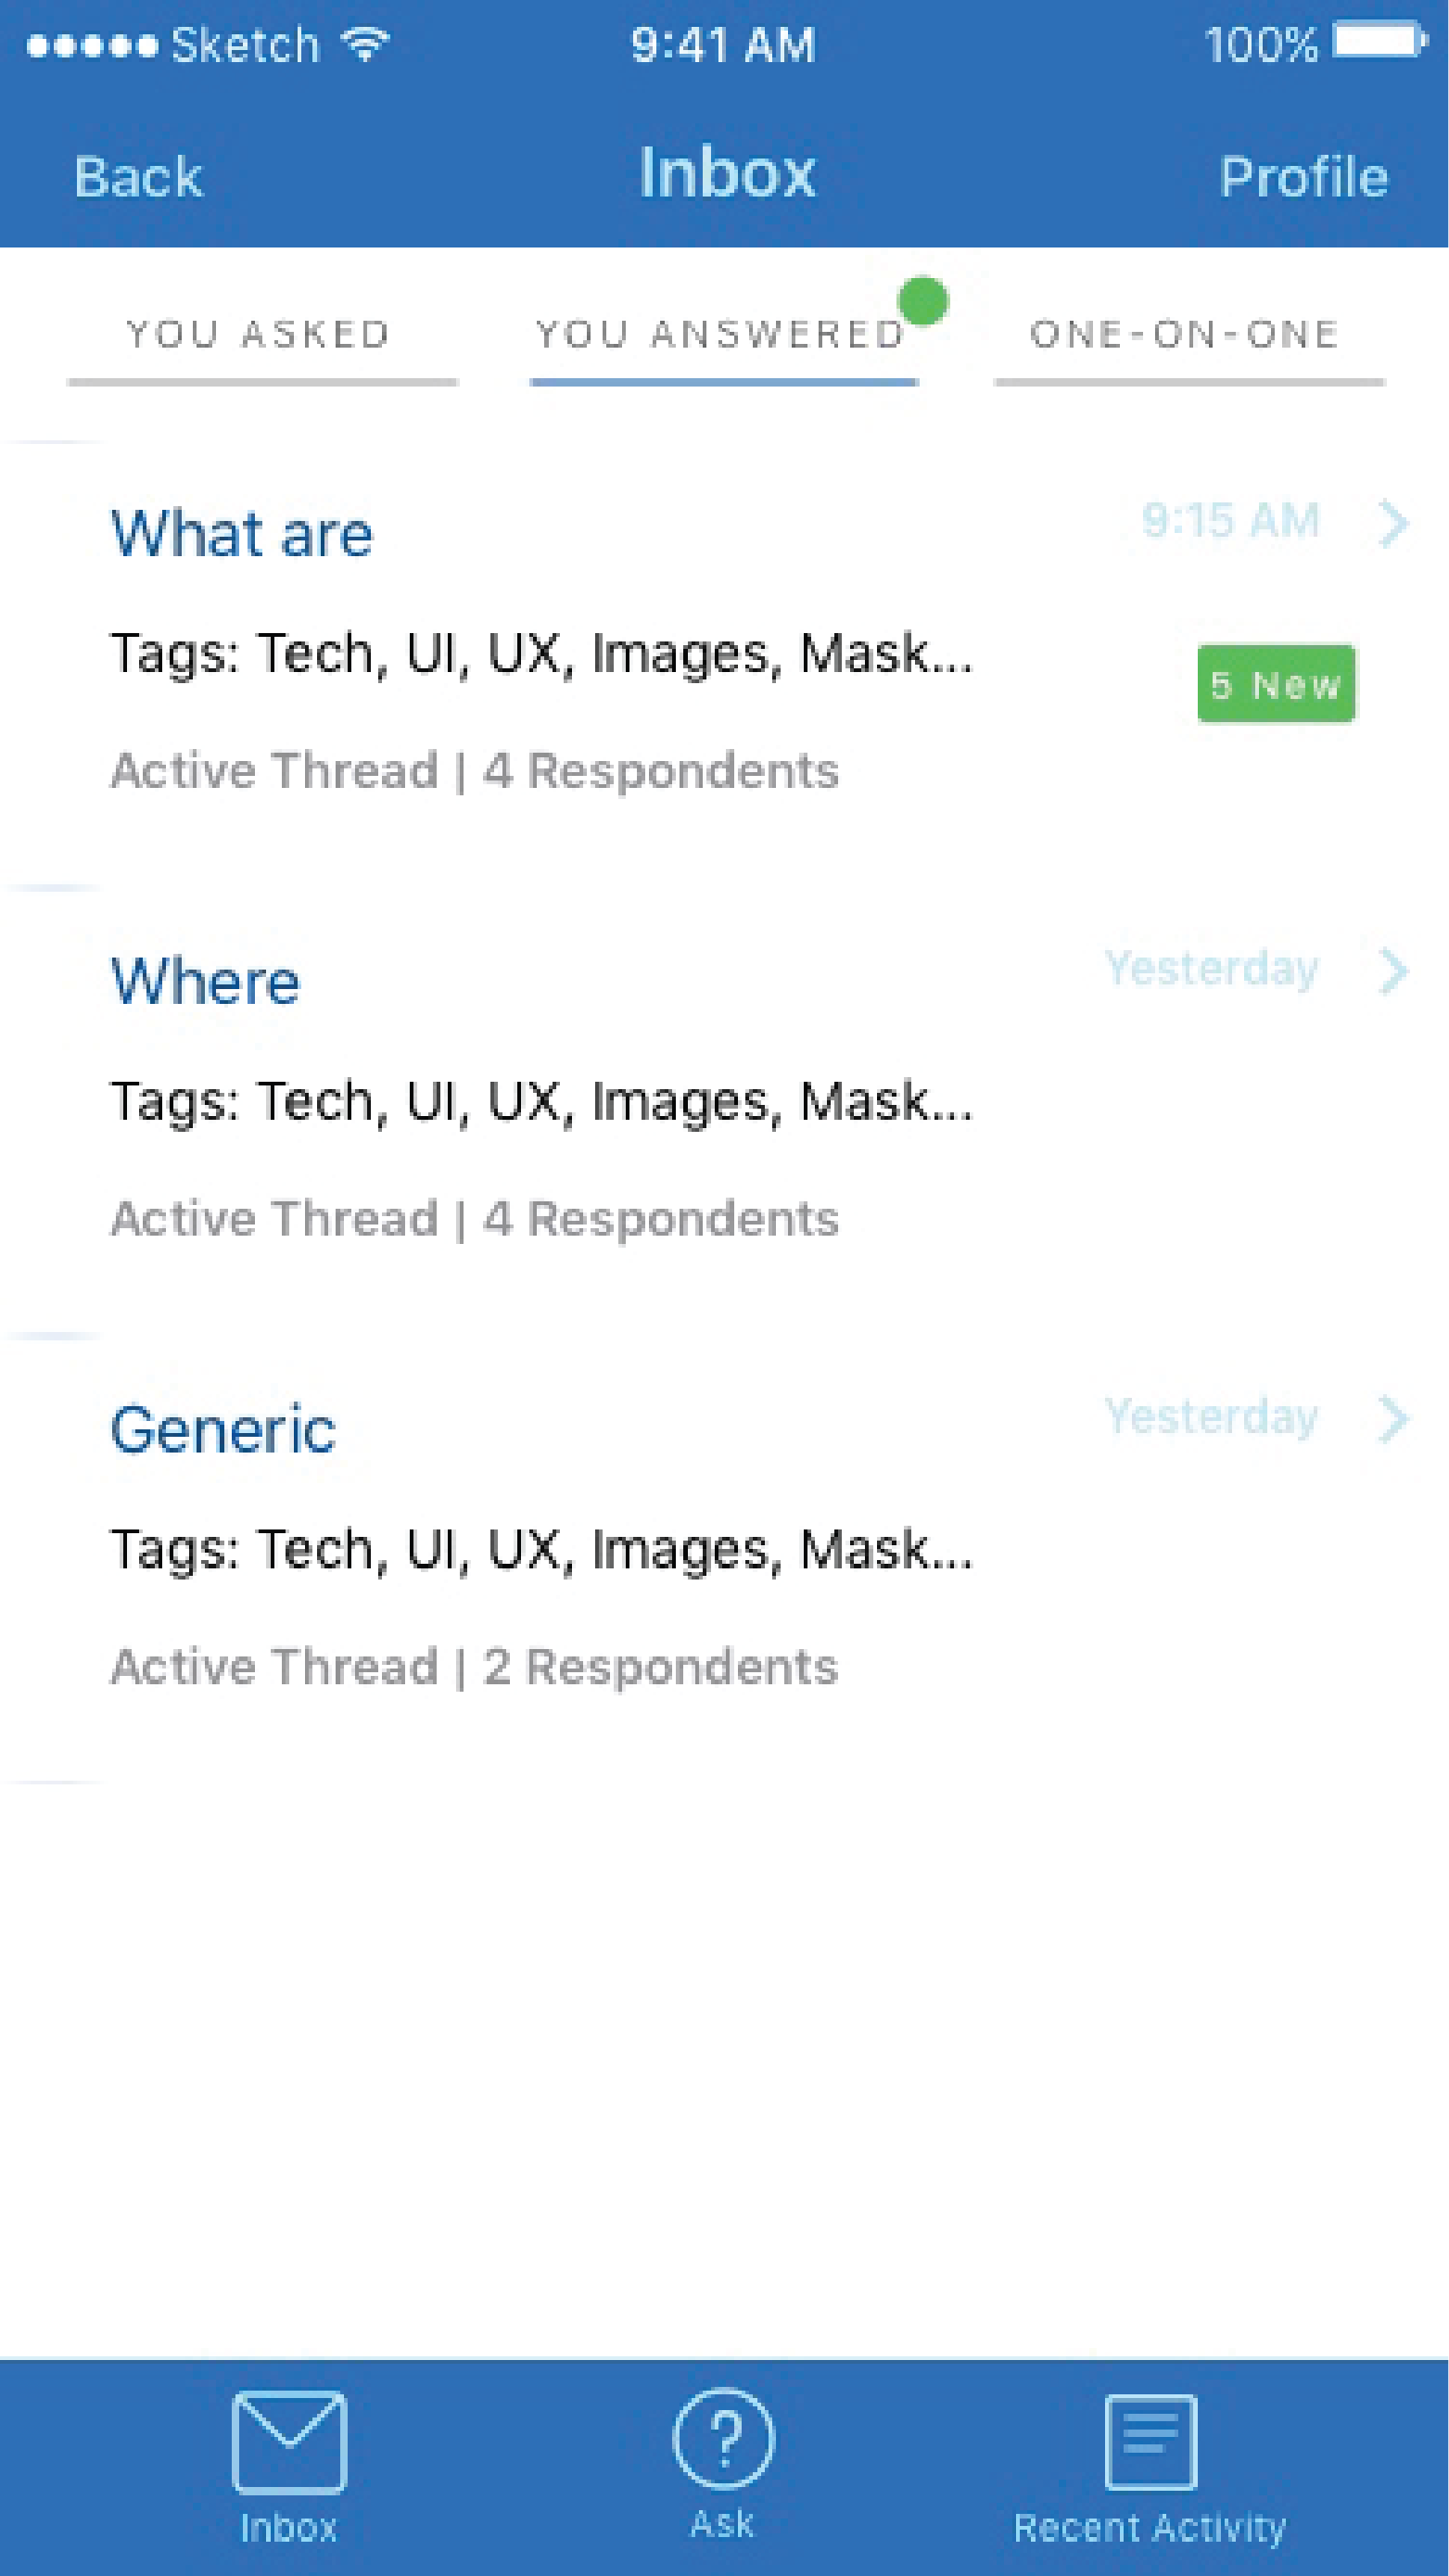 Sketch 9:41 AM 100%
Back Inbox Profile
YOU ASKED YOU ANSWERED ONE-ON-ONE
What are 9:15 AM
Tags: Tech, UI, UX, Images, Mask...
5 New
Active Thread | 4 Respondents
Where Yesterday
Tags: Tech, UI, UX, Images, Mask...
Active Thread | 4 Respondents
Generic Yesterday
Tags: Tech, UI, UX, Images, Mask...
Active Thread | 2 Respondents
Inbox Ask Recent Activity